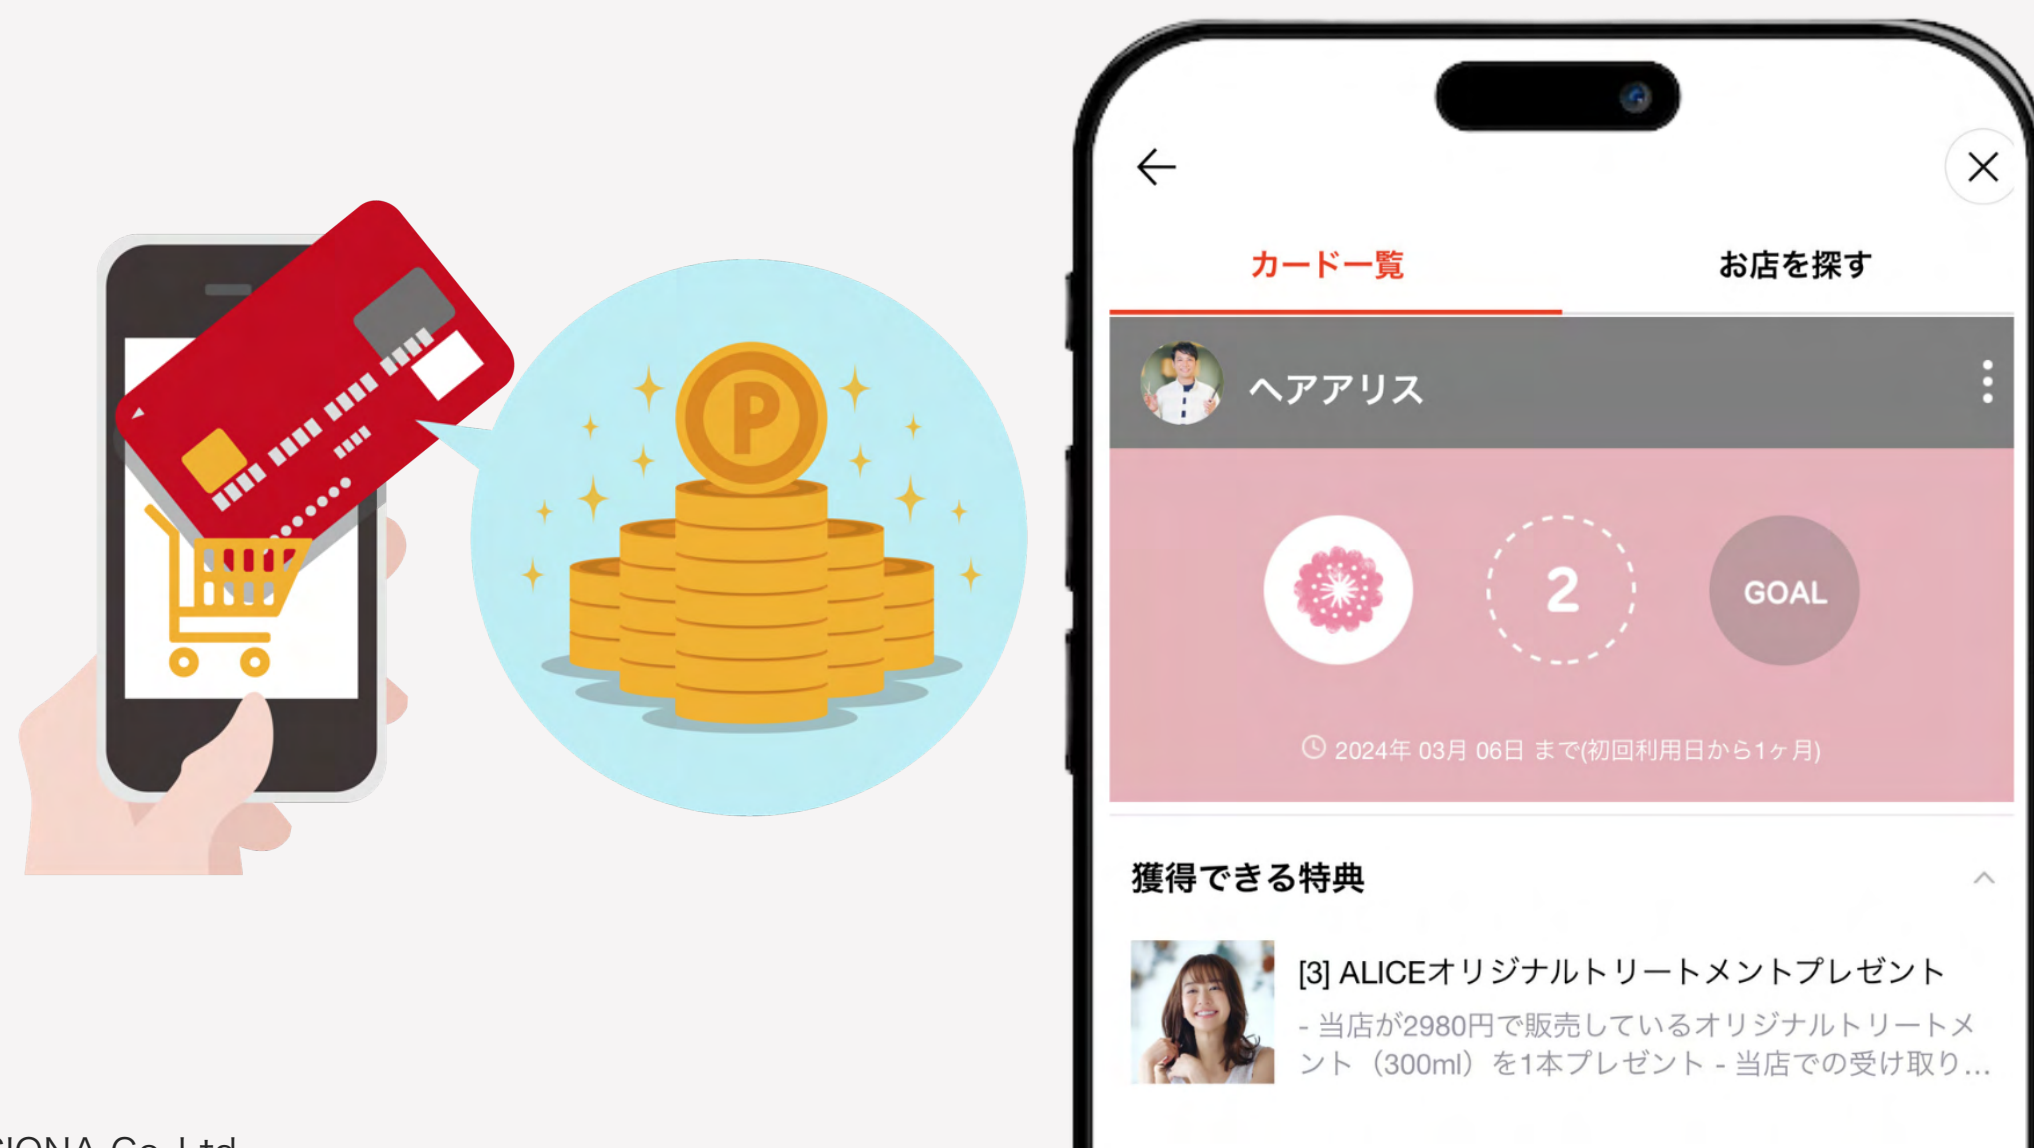 P
カード一覧
お店を探す
ヘアアリス
2
GOAL
2024年 03月 06日 まで(初回利用日から1ヶ月)
獲得できる特典
[3] ALICEオリジナルトリートメントプレゼント
- 当店が2980円で販売しているオリジナルトリートメ
ント（300ml）を1本プレゼント - 当店での受け取り...
Co. Ltd